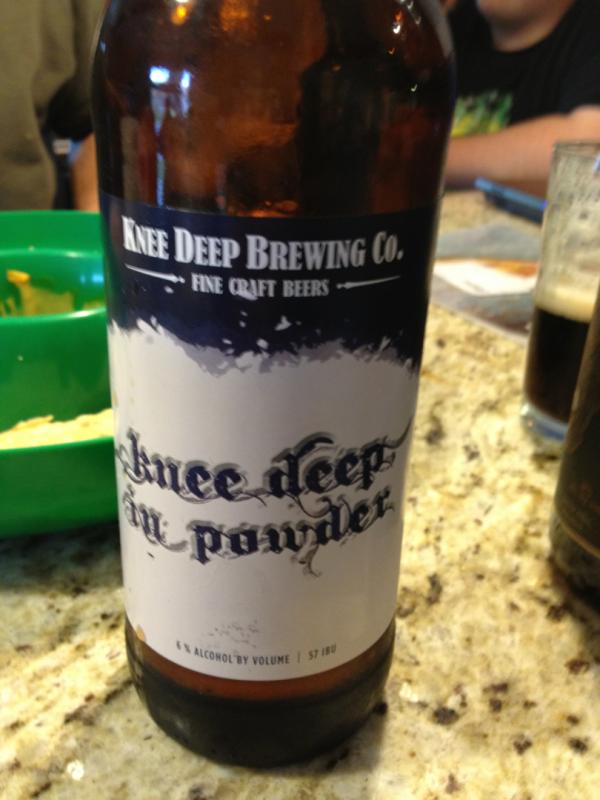 KNEE DEEP BREWING CO.
FINE CRAFT BEERS
knee deep
in powder
6 % ALCOHOL BY VOLUME | 57 IBU